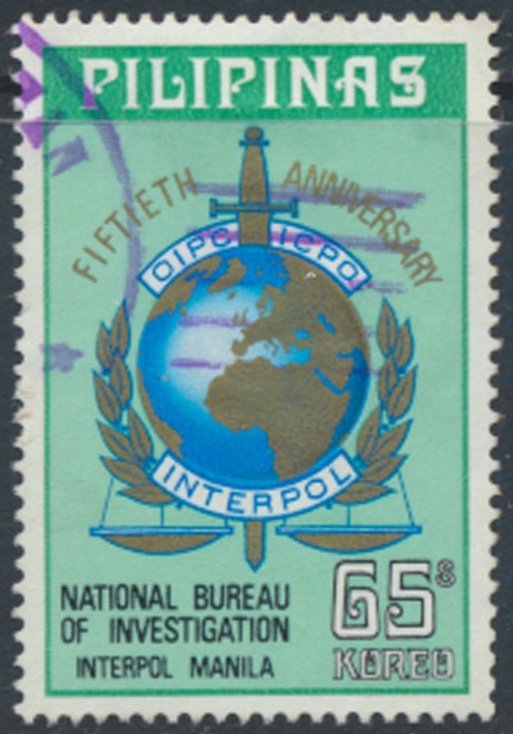 PILIPINAS
FIFTIETH ANNIVERSARY
OIPC ICPO
INTERPOL
NATIONAL BUREAU
OF INVESTIGATION
INTERPOL MANILA
65s
KOREO